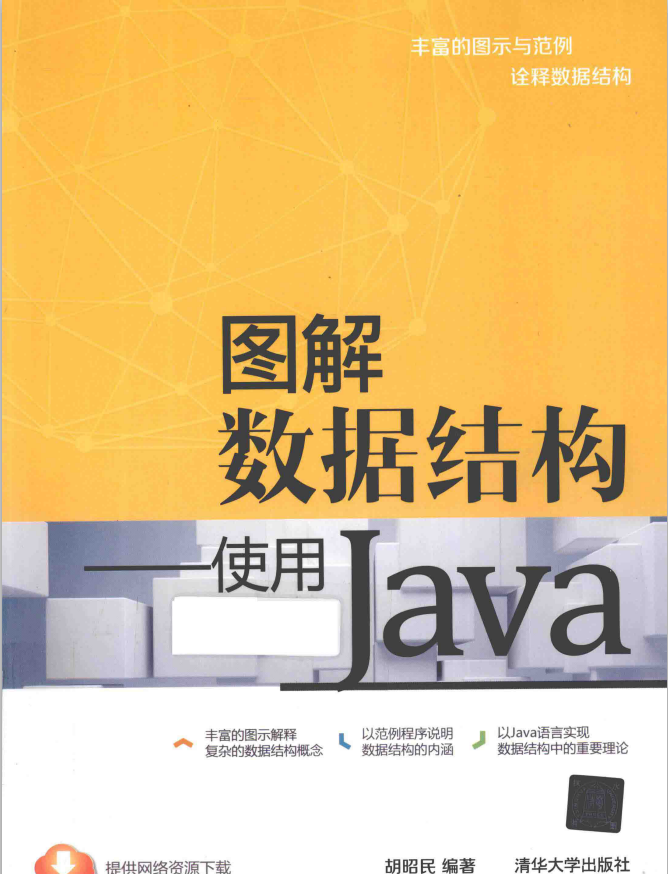 丰富的图示与范例
诠释数据结构
图解
数据结构
——使用Java
丰富的图示解释
复杂的数据结构概念
以范例程序说明
数据结构的内涵
以Java语言实现
数据结构中的重要理论
提供网络资源下载
胡昭民 编著
清华大学出版社